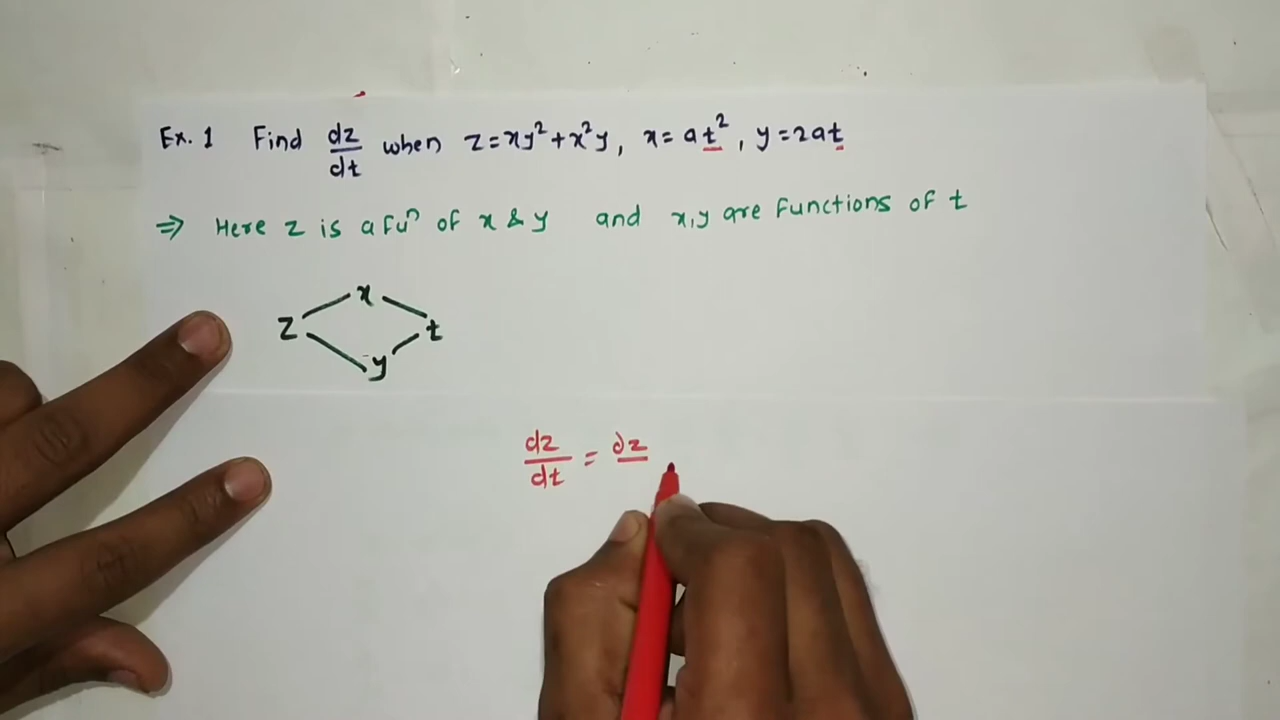 Ex. 1 Find dz/dt when z=xy²+x²y, x=at², y=2at
⇒ Here z is a fuⁿ of x & y and x,y are functions of t
x
z t
y
dz/dt = ∂z